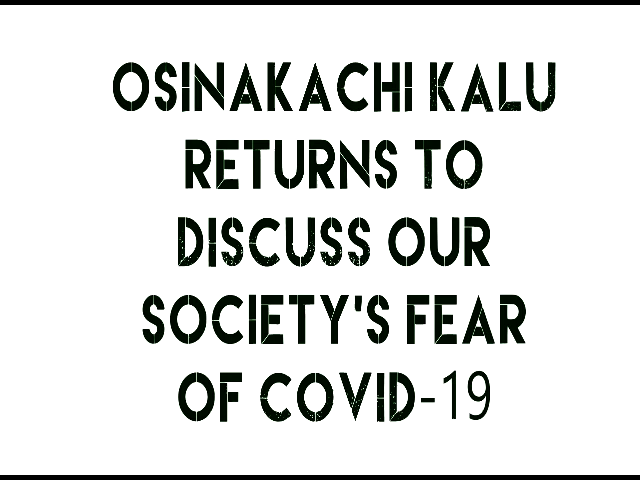 OSINAKACHI KALU
RETURNS TO
DISCUSS OUR
SOCIETY'S FEAR
OF COVID-19